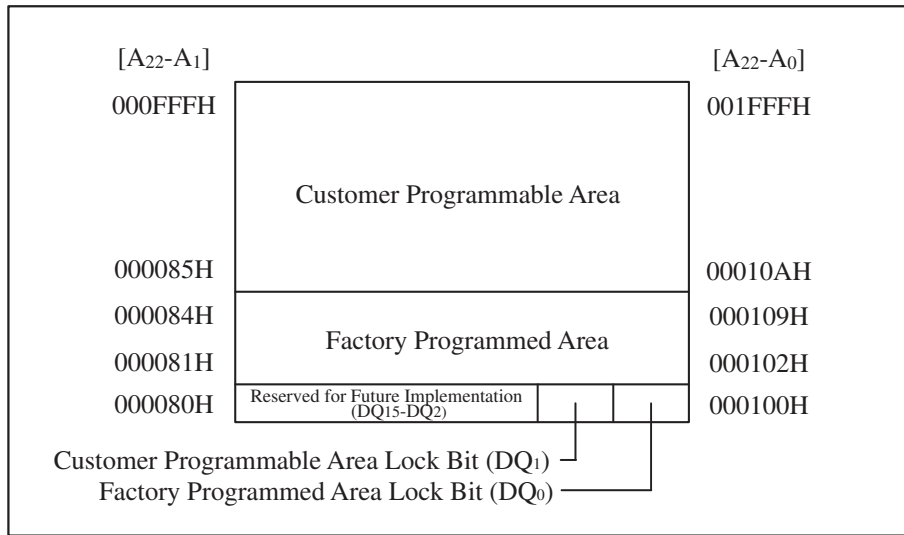 [A22-A1] [A22-A0]
000FFFH 001FFFH
Customer Programmable Area
000085H 00010AH
000084H 000109H
Factory Programmed Area
000081H 000102H
Reserved for Future Implementation
(DQ15-DQ2)
000080H 000100H
Customer Programmable Area Lock Bit (DQ1)
Factory Programmed Area Lock Bit (DQ0)